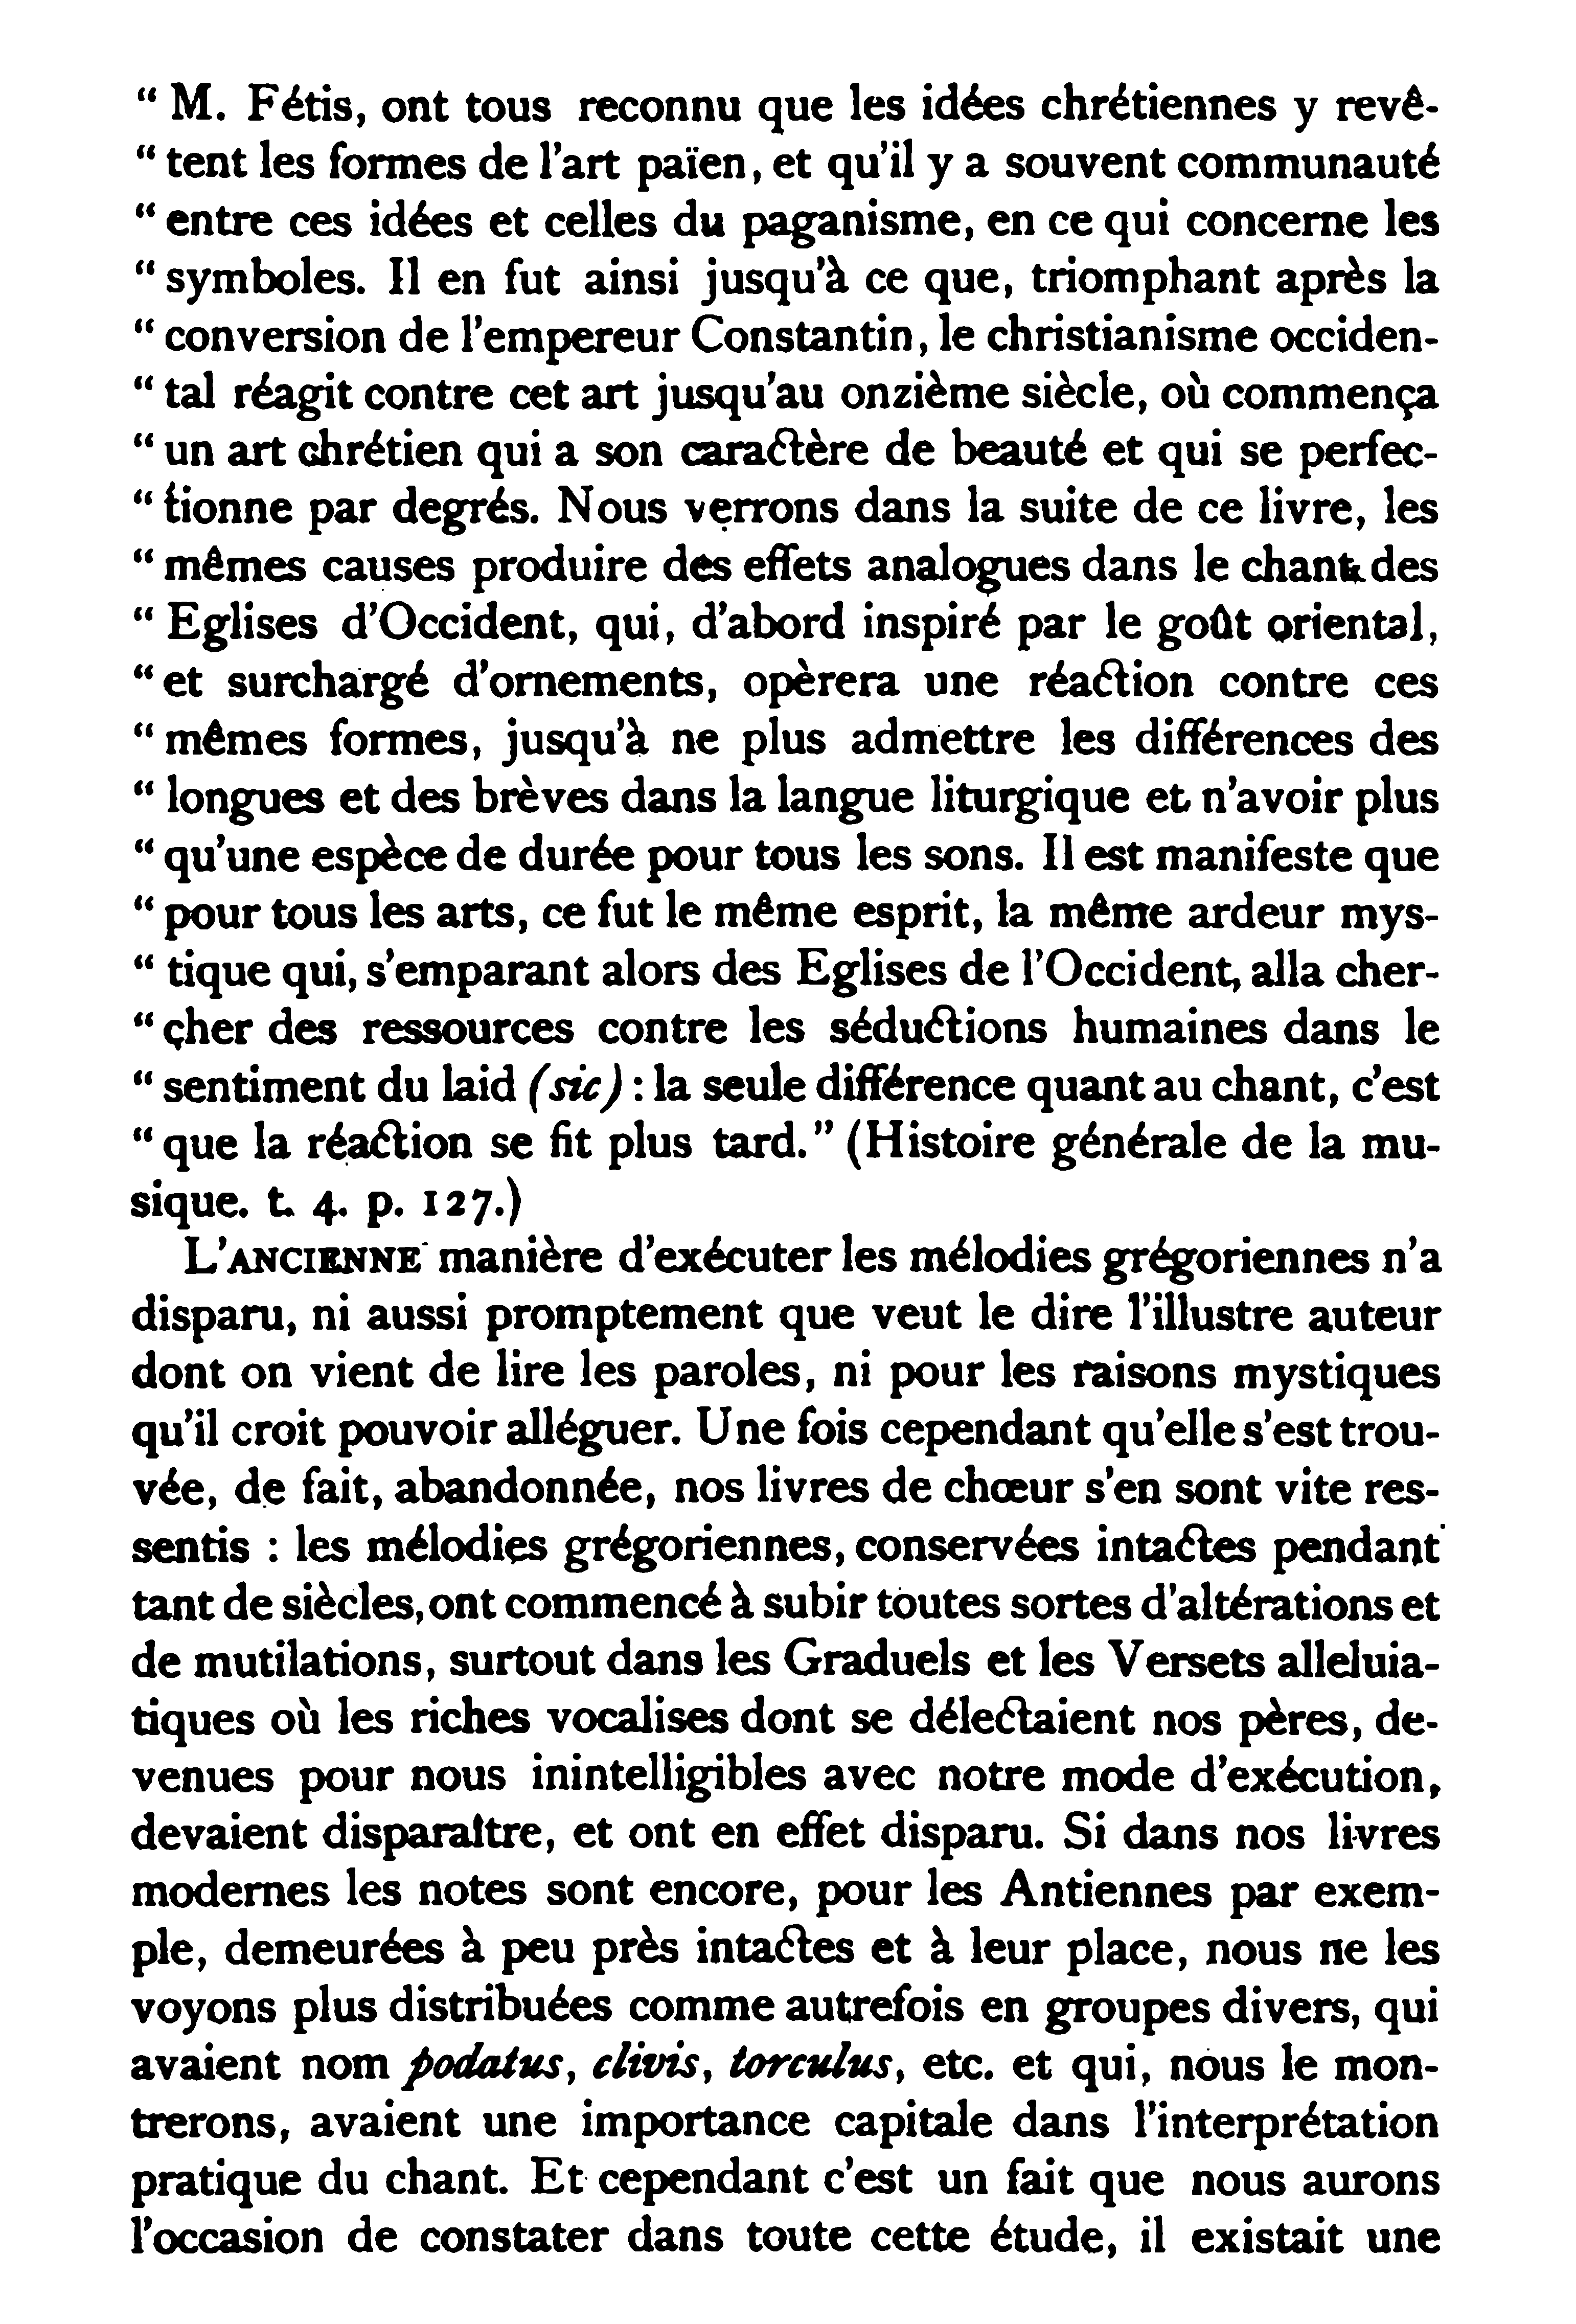 “ M. Fétis, ont tous reconnu que les idées chrétiennes y revê-
“ tent les formes de l’art païen, et qu’il y a souvent communauté
“ entre ces idées et celles du paganisme, en ce qui concerne les
“ symboles. Il en fut ainsi jusqu’à ce que, triomphant après la
“ conversion de l’empereur Constantin, le christianisme occiden-
“ tal réagit contre cet art jusqu’au onzième siècle, où commença
“ un art chrétien qui a son caractère de beauté et qui se perfec-
“ tionne par degrés. Nous verrons dans la suite de ce livre, les
“ mêmes causes produire des effets analogues dans le chant des
“ Eglises d’Occident, qui, d’abord inspiré par le goût oriental,
“ et surchargé d’ornements, opèrera une réaction contre ces
“ mêmes formes, jusqu’à ne plus admettre les différences des
“ longues et des brèves dans la langue liturgique et n’avoir plus
“ qu’une espèce de durée pour tous les sons. Il est manifeste que
“ pour tous les arts, ce fut le même esprit, la même ardeur mys-
“ tique qui, s’emparant alors des Eglises de l’Occident, alla cher-
“ cher des ressources contre les séductions humaines dans le
“ sentiment du laid (sic) : la seule différence quant au chant, c’est
“ que la réaction se fit plus tard.” (Histoire générale de la mu-
sique. t. 4. p. 127.)
L’ANCIENNE manière d’exécuter les mélodies grégoriennes n’a
disparu, ni aussi promptement que veut le dire l’illustre auteur
dont on vient de lire les paroles, ni pour les raisons mystiques
qu’il croit pouvoir alléguer. Une fois cependant qu’elle s’est trou-
vée, de fait, abandonnée, nos livres de chœur s’en sont vite res-
sentis : les mélodies grégoriennes, conservées intactes pendant
tant de siècles, ont commencé à subir toutes sortes d’altérations et
de mutilations, surtout dans les Graduels et les Versets alleluia-
tiques où les riches vocalises dont se délectaient nos pères, de-
venues pour nous inintelligibles avec notre mode d’exécution,
devaient disparaître, et ont en effet disparu. Si dans nos livres
modernes les notes sont encore, pour les Antiennes par exem-
ple, demeurées à peu près intactes et à leur place, nous ne les
voyons plus distribuées comme autrefois en groupes divers, qui
avaient nom podatus, clivis, torculus, etc. et qui, nous le mon-
trerons, avaient une importance capitale dans l’interprétation
pratique du chant. Et cependant c’est un fait que nous aurons
l’occasion de constater dans toute cette étude, il existait une